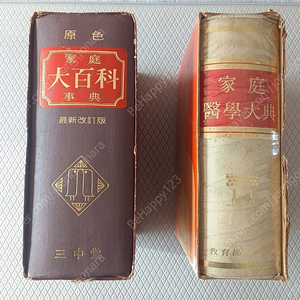 原色
家庭
大百科
事典
最新改訂版
三中堂
家庭
醫學大典
教育
BeHappy123